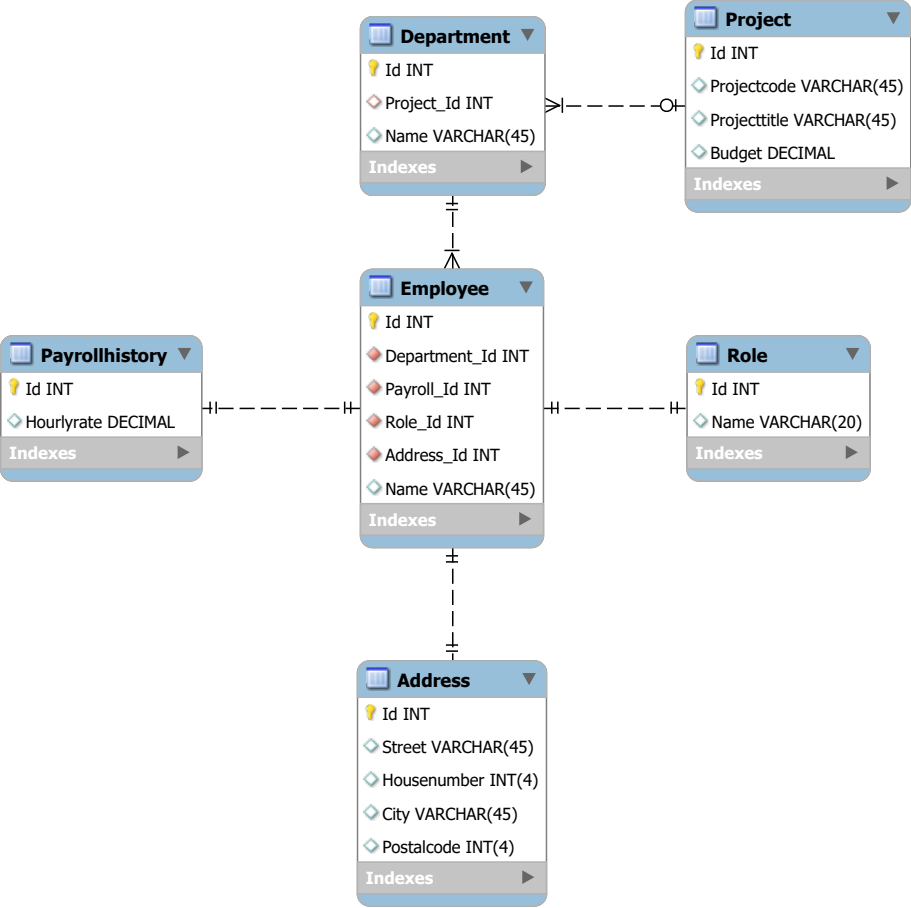 Department
Id INT
Project_Id INT
Name VARCHAR(45)
Indexes
Project
Id INT
Projectcode VARCHAR(45)
Projecttitle VARCHAR(45)
Budget DECIMAL
Indexes
Employee
Id INT
Department_Id INT
Payroll_Id INT
Role_Id INT
Address_Id INT
Name VARCHAR(45)
Indexes
Payrollhistory
Id INT
Hourlyrate DECIMAL
Indexes
Role
Id INT
Name VARCHAR(20)
Indexes
Address
Id INT
Street VARCHAR(45)
Housenumber INT(4)
City VARCHAR(45)
Postalcode INT(4)
Indexes